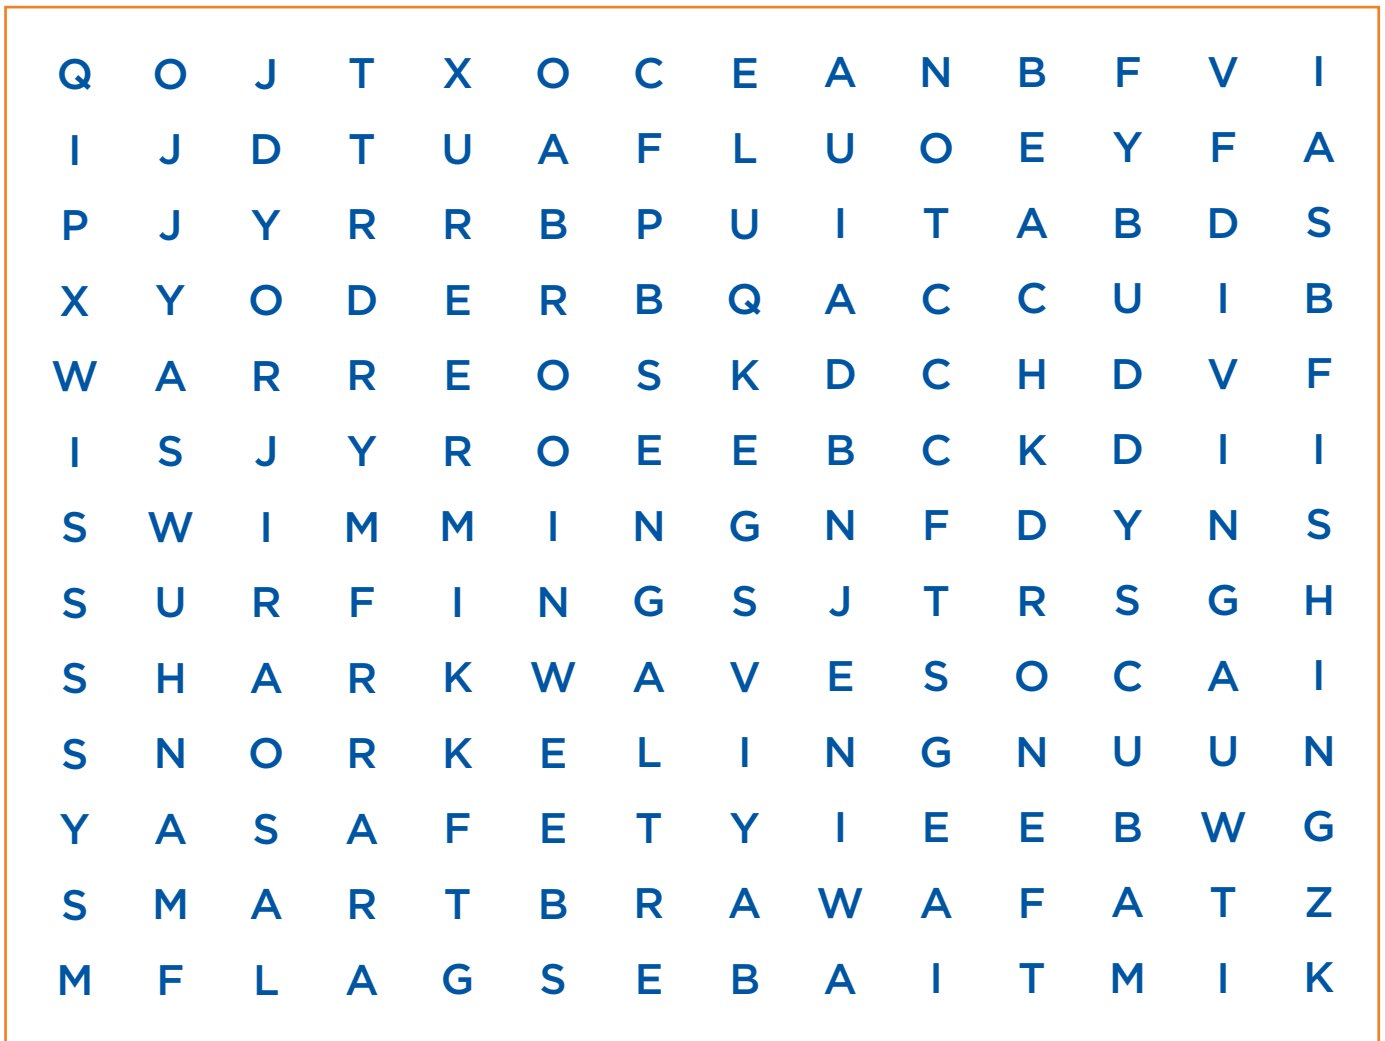 Q O J T X O C E A N B F V I
I J D T U A F L U O E Y F A
P J Y R R B P U I T A B D S
X Y O D E R B Q A C C U I B
W A R R E O S K D C H D V F
I S J Y R O E E B C K D I I
S W I M M I N G N F D Y N S
S U R F I N G S J T R S G H
S H A R K W A V E S O C A I
S N O R K E L I N G N U U N
Y A S A F E T Y I E E B W G
S M A R T B R A W A F A T Z
M F L A G S E B A I T M I K